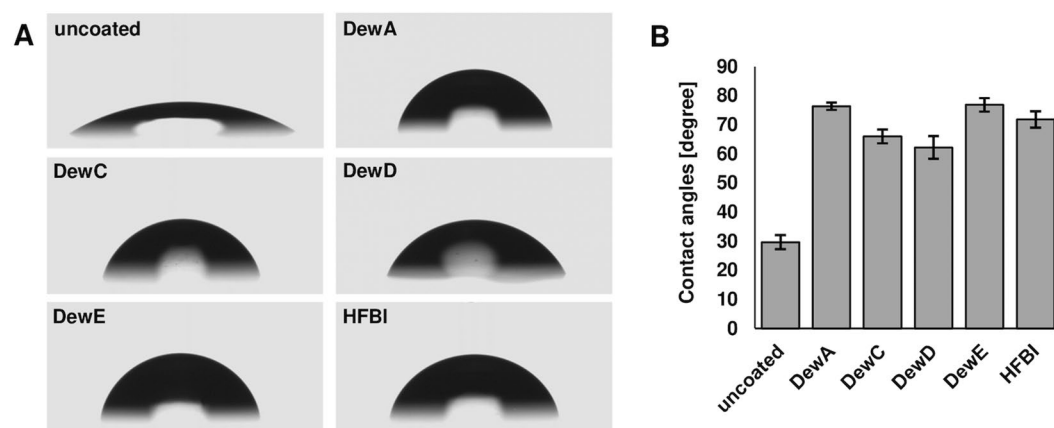 A
uncoated
DewA
DewC
DewD
DewE
HFBI
B
Contact angles [degree]
90
80
70
60
50
40
30
20
10
0
uncoated
DewA
DewC
DewD
DewE
HFBI